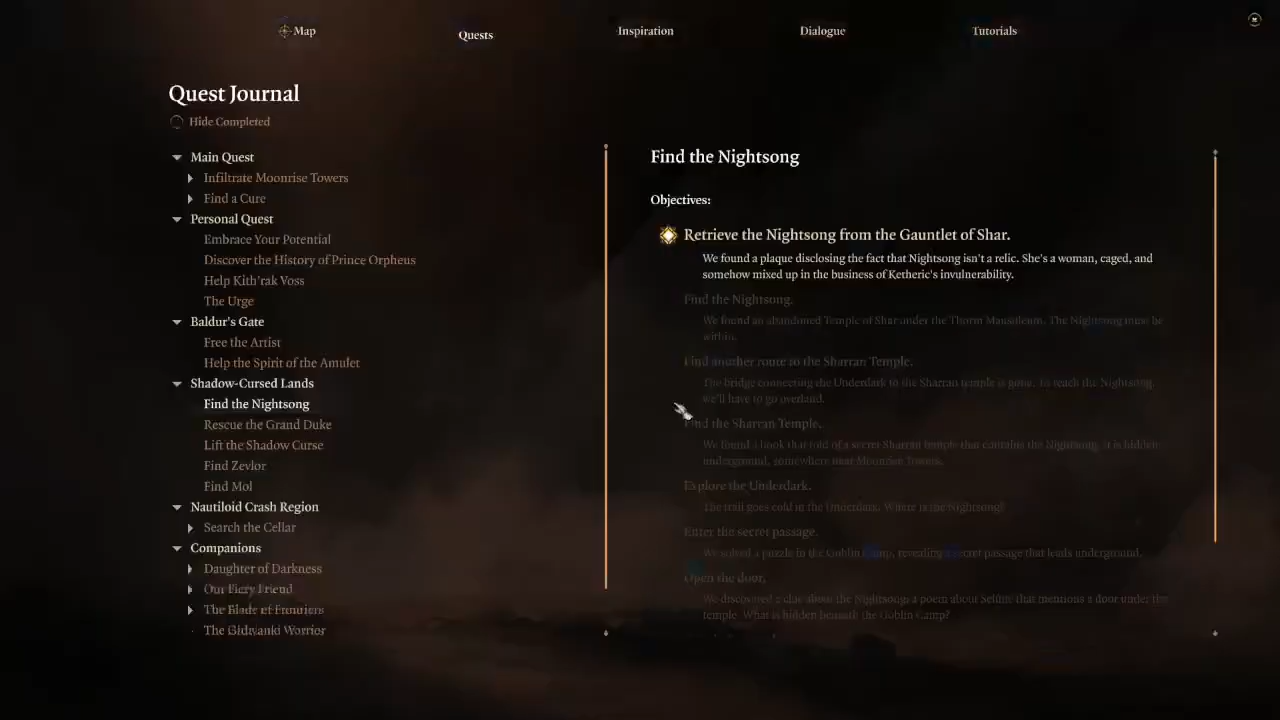 Map
Quests
Inspiration
Dialogue
Tutorials
Quest Journal
Hide Completed
Main Quest
Infiltrate Moonrise Towers
Find a Cure
Personal Quest
Embrace Your Potential
Discover the History of Prince Orpheus
Help Kith'rak Voss
The Urge
Baldur's Gate
Free the Artist
Help the Spirit of the Amulet
Shadow-Cursed Lands
Find the Nightsong
Rescue the Grand Duke
Lift the Shadow Curse
Find Zevlor
Find Mol
Nautiloid Crash Region
Search the Cellar
Companions
Daughter of Darkness
Our Fiery Friend
The Blade of Frontiers
The
Find the Nightsong
Objectives:
Retrieve the Nightsong from the Gauntlet of Shar.
We found a plaque disclosing the fact that Nightsong isn't a relic. She's a woman, caged, and
somehow mixed up in the business of Ketheric's invulnerability.
Find the Nightsong.
We found an abandoned Temple of Shar under the Thorm Mausoleum. The Nightsong must be
within.
Find another route to the Sharran Temple.
The bridge connecting the Underdark to the Sharran temple is gone. To reach the Nightsong,
we'll have to go overland.
Find the Sharran Temple.
We found a book that told of a secret Sharran temple that contains the Nightsong. It is hidden
underground, somewhere near Moonrise Towers.
Explore the Underdark.
The trail goes cold in the Underdark. Where is the Nightsong?
Enter the secret passage.
We solved a puzzle in the Goblin Camp, revealing a secret passage that leads underground.
Open the door.
We discovered a clue about the Nightsong: a poem about Selûne that mentions a door under the
temple. What is hidden beneath the Goblin Camp?